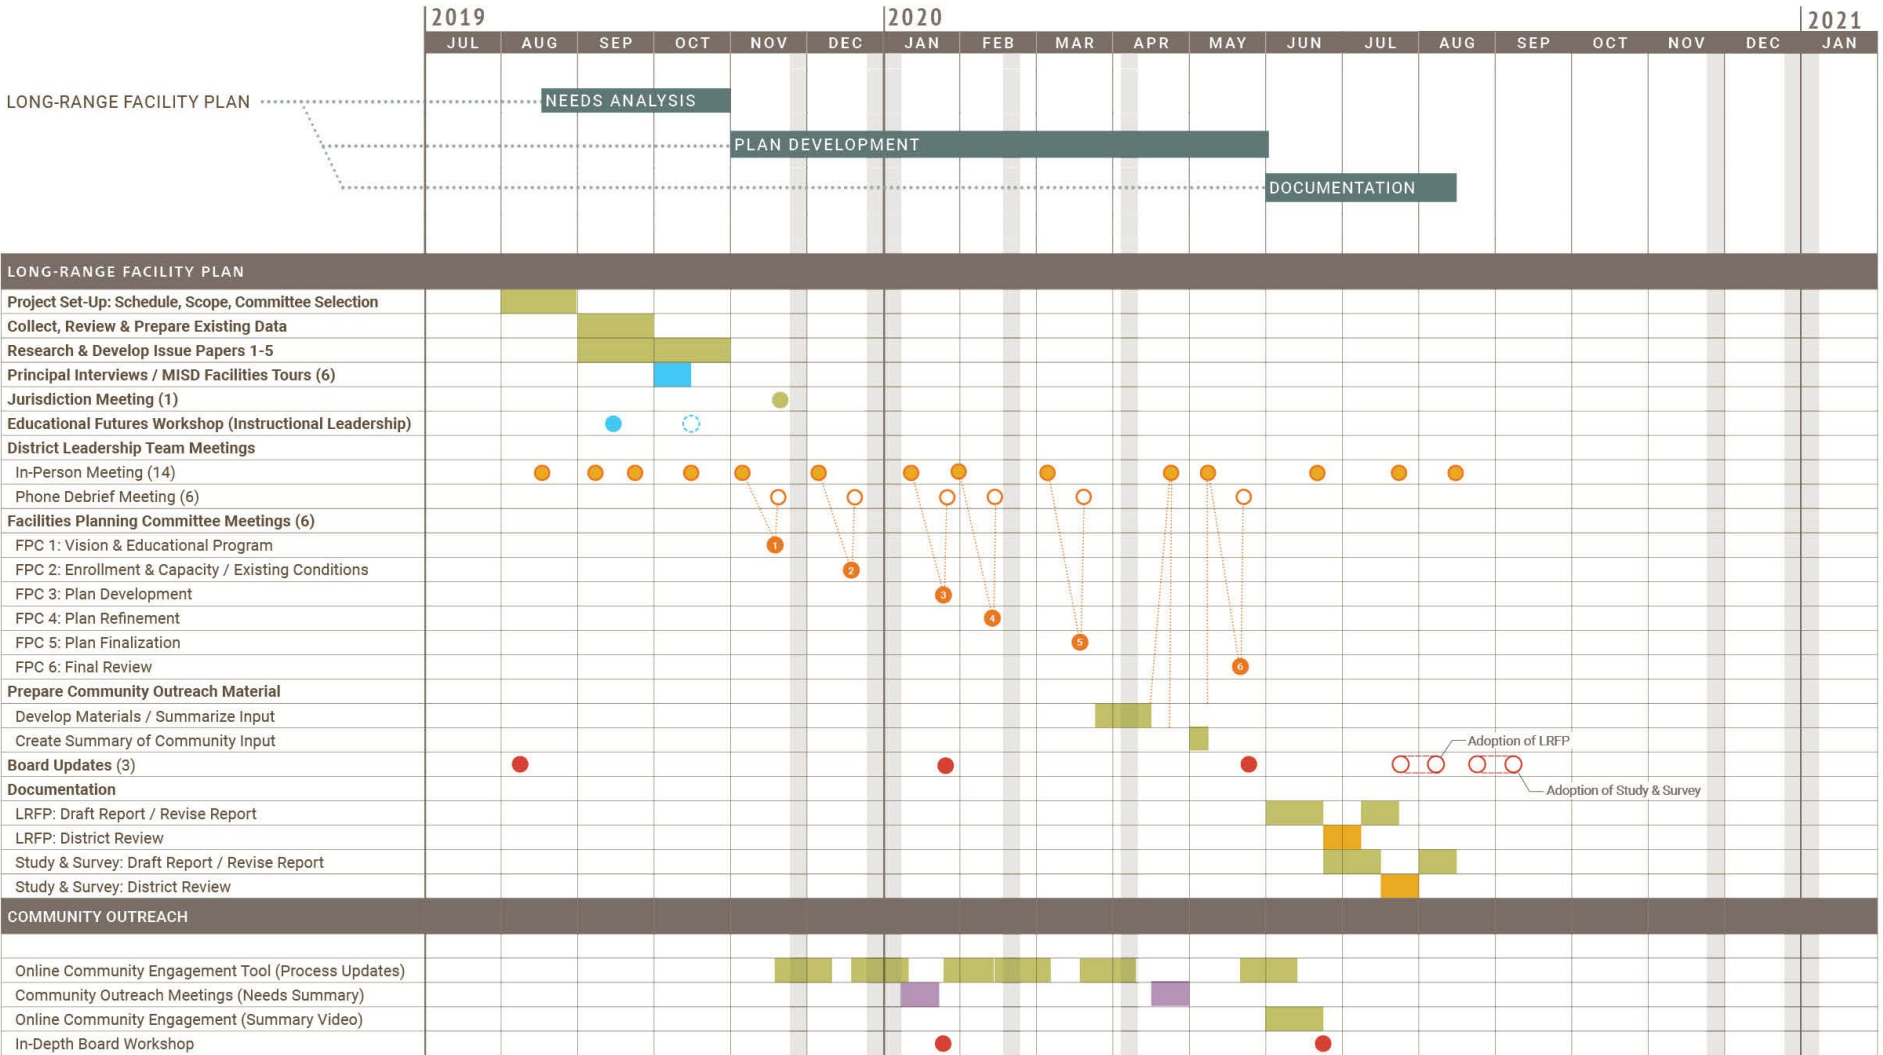 2019 2020 2021
JUL AUG SEP OCT NOV DEC JAN FEB MAR APR MAY JUN JUL AUG SEP OCT NOV DEC JAN
LONG-RANGE FACILITY PLAN NEEDS ANALYSIS
PLAN DEVELOPMENT
DOCUMENTATION
LONG-RANGE FACILITY PLAN
Project Set-Up: Schedule, Scope, Committee Selection
Collect, Review & Prepare Existing Data
Research & Develop Issue Papers 1-5
Principal Interviews / MISD Facilities Tours (6)
Jurisdiction Meeting (1)
Educational Futures Workshop (Instructional Leadership)
District Leadership Team Meetings
In-Person Meeting (14)
Phone Debrief Meeting (6)
Facilities Planning Committee Meetings (6)
FPC 1: Vision & Educational Program 1
FPC 2: Enrollment & Capacity / Existing Conditions 2
FPC 3: Plan Development 3
FPC 4: Plan Refinement 4
FPC 5: Plan Finalization 5
FPC 6: Final Review 6
Prepare Community Outreach Material
Develop Materials / Summarize Input
Create Summary of Community Input Adoption of LRFP
Board Updates (3)
Documentation Adoption of Study & Survey
LRFP: Draft Report / Revise Report
LRFP: District Review
Study & Survey: Draft Report / Revise Report
Study & Survey: District Review
COMMUNITY OUTREACH
Online Community Engagement Tool (Process Updates)
Community Outreach Meetings (Needs Summary)
Online Community Engagement (Summary Video)
In-Depth Board Workshop